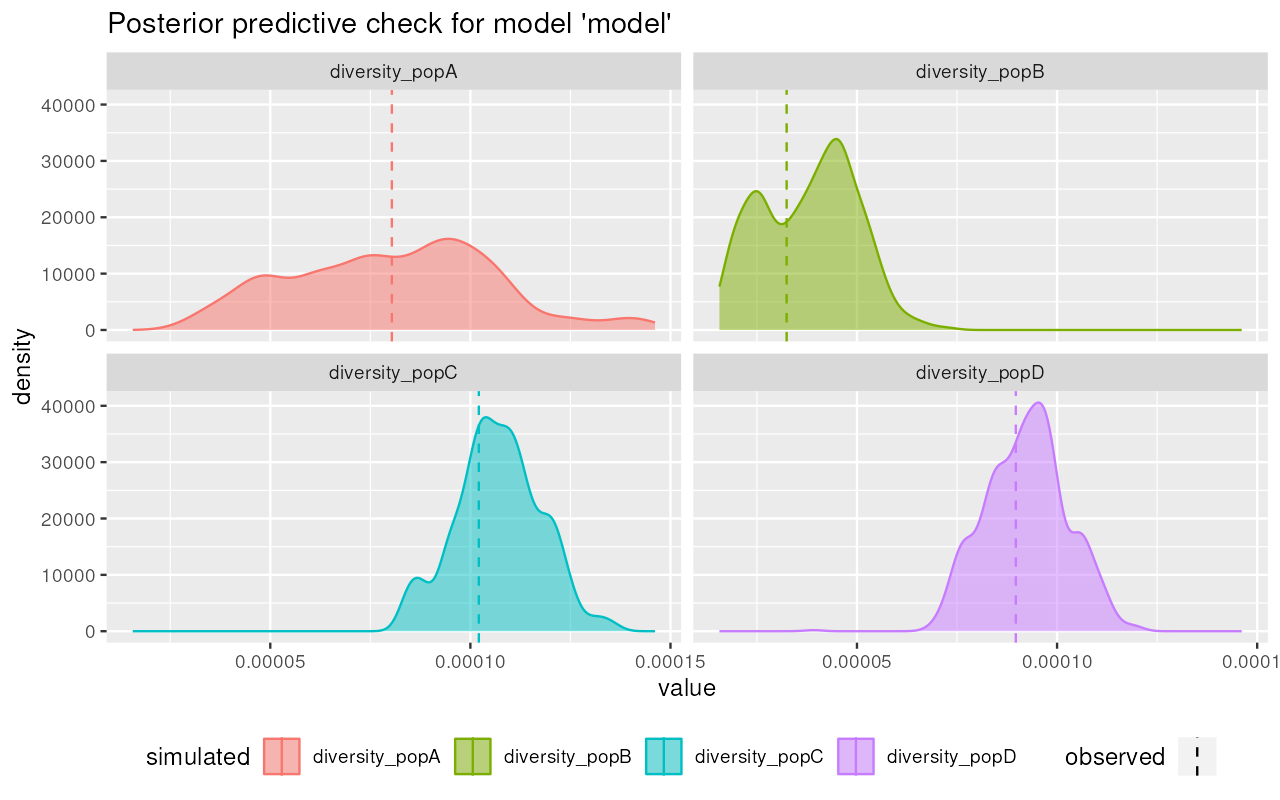 Posterior predictive check for model 'model'
diversity_popA
diversity_popB
40000
30000
20000
10000
0
diversity_popC
diversity_popD
40000
30000
20000
10000
0
density
0.00005
0.00010
0.00015
0.00005
0.00010
0.0001
value
simulated
diversity_popA
diversity_popB
diversity_popC
diversity_popD
observed